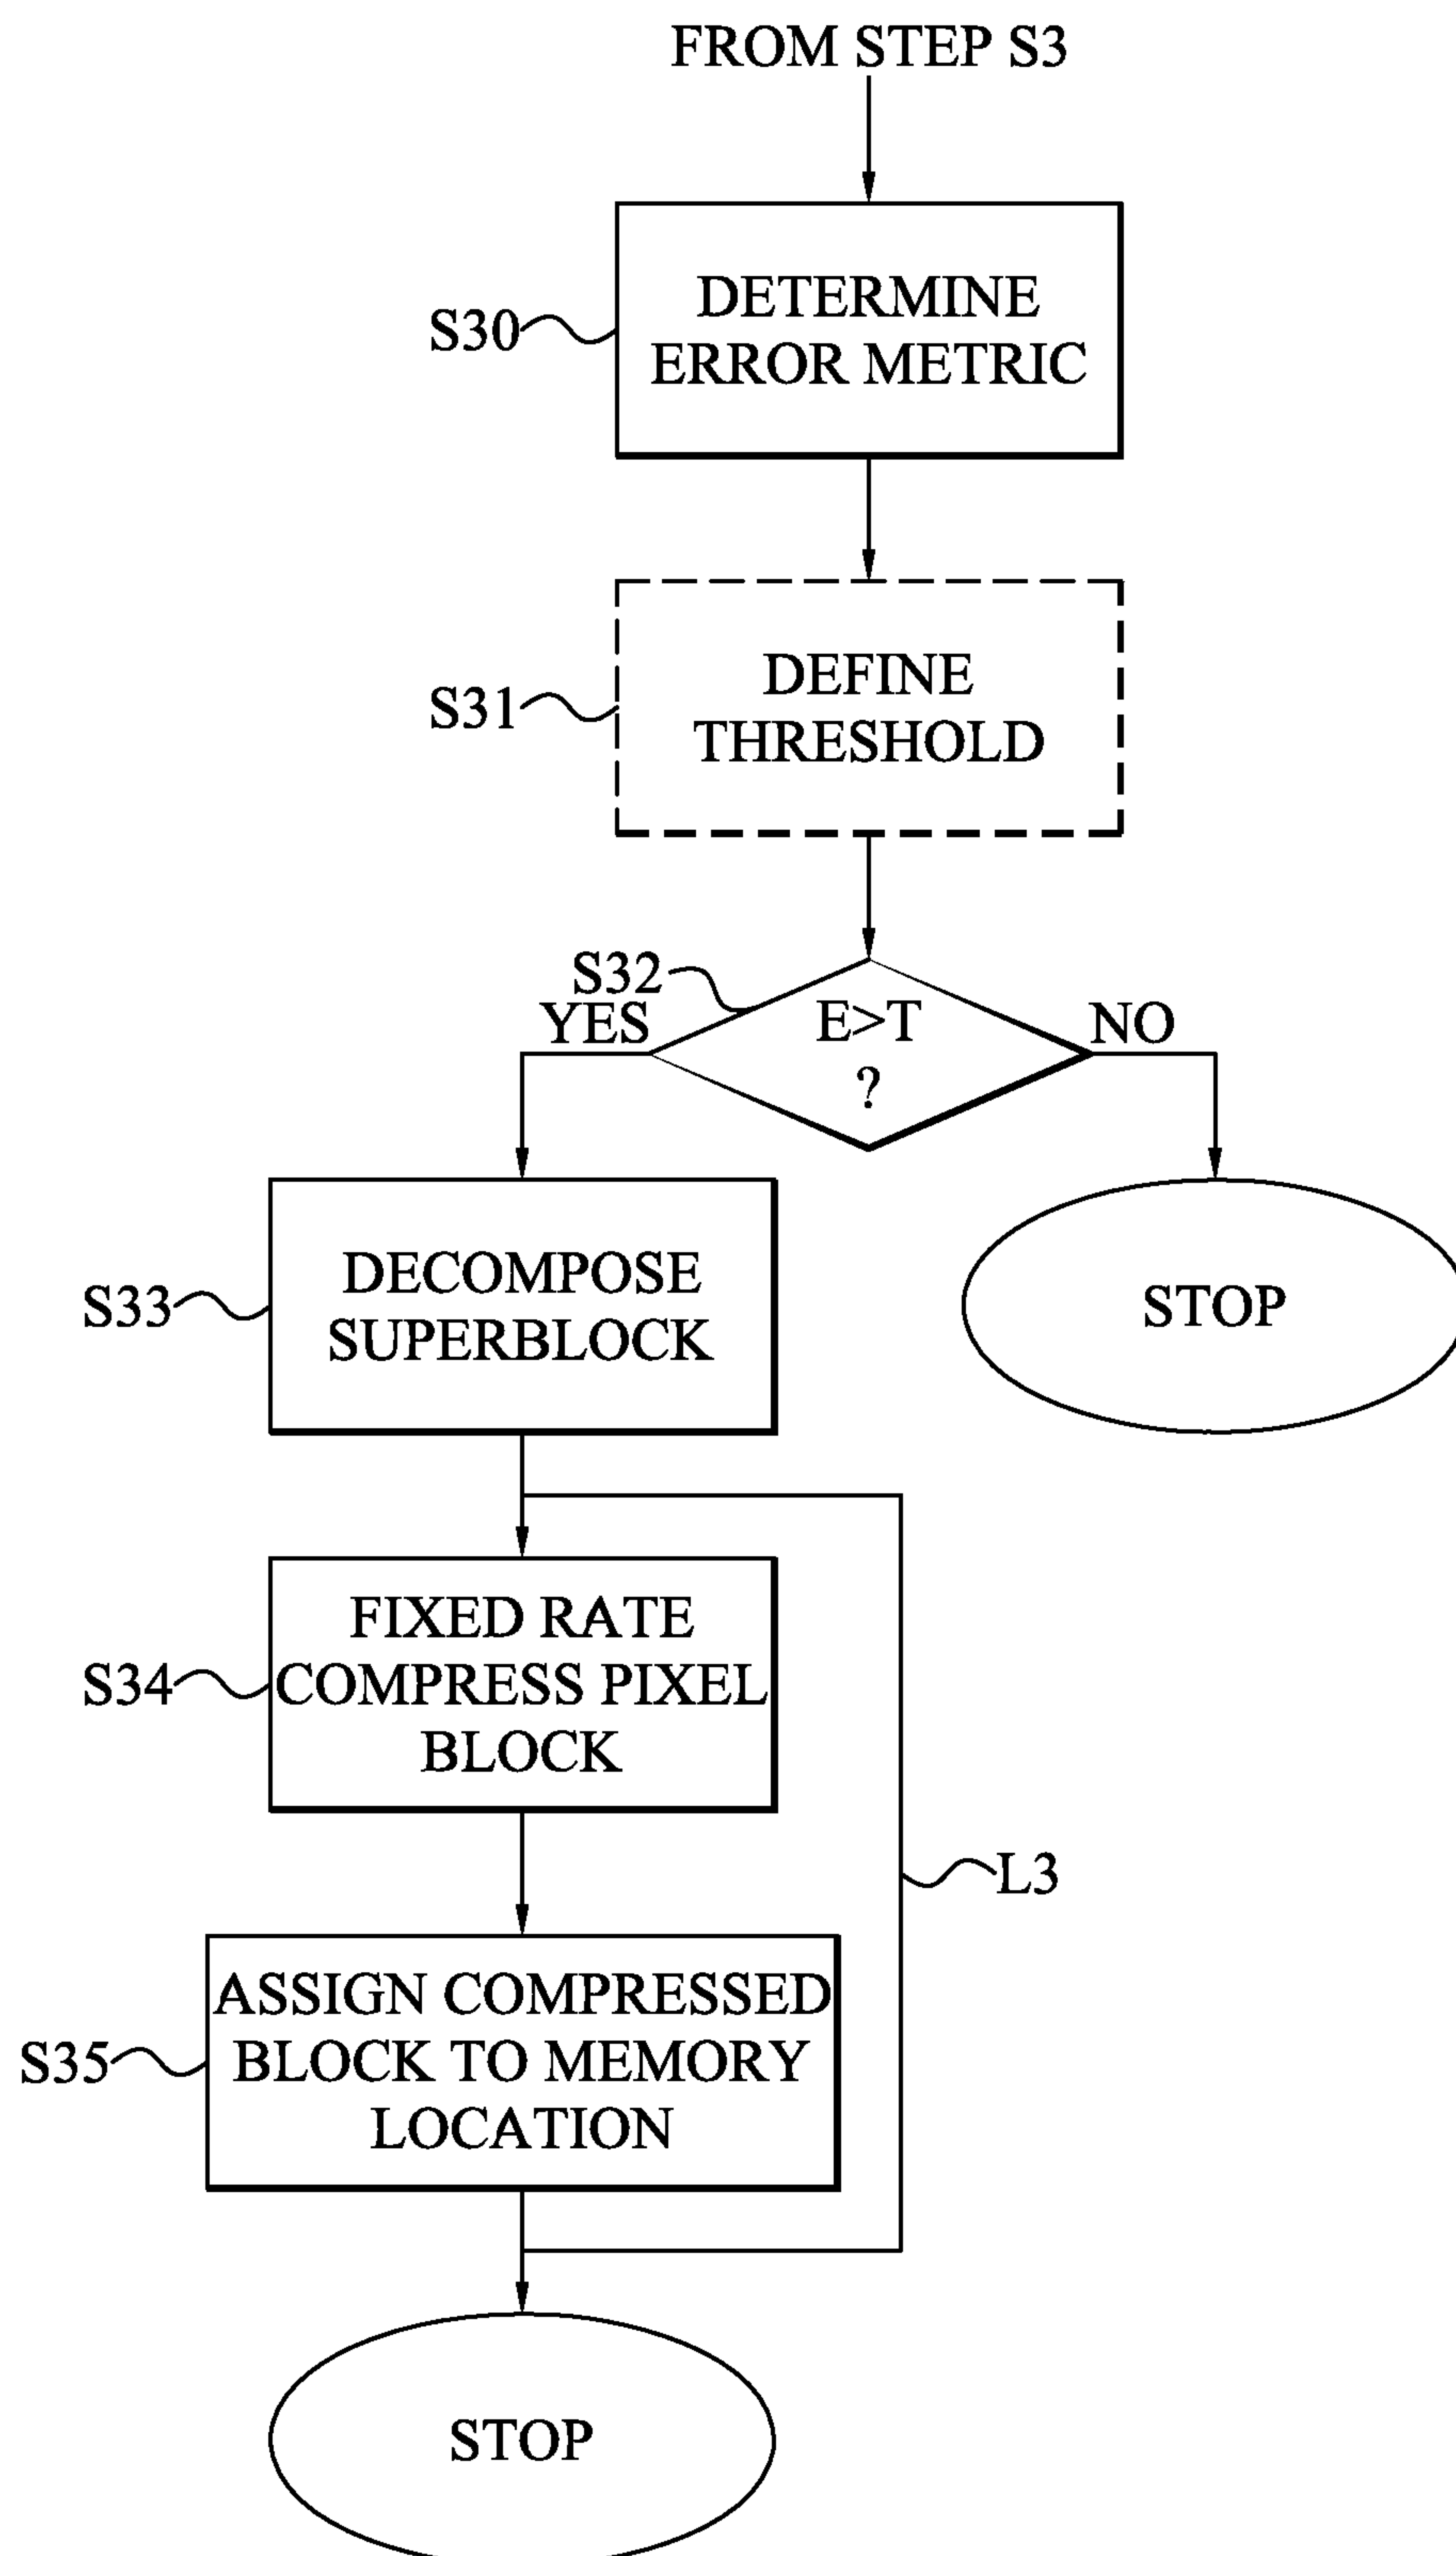 FROM STEP S3
DETERMINE
S30
ERROR METRIC
DEFINE
S31
THRESHOLD
S32
YES
E>T
NO
?
DECOMPOSE
S33
STOP
SUPERBLOCK
FIXED RATE
S34
COMPRESS PIXEL
BLOCK
L3
ASSIGN COMPRESSED
S35
BLOCK TO MEMORY
LOCATION
STOP